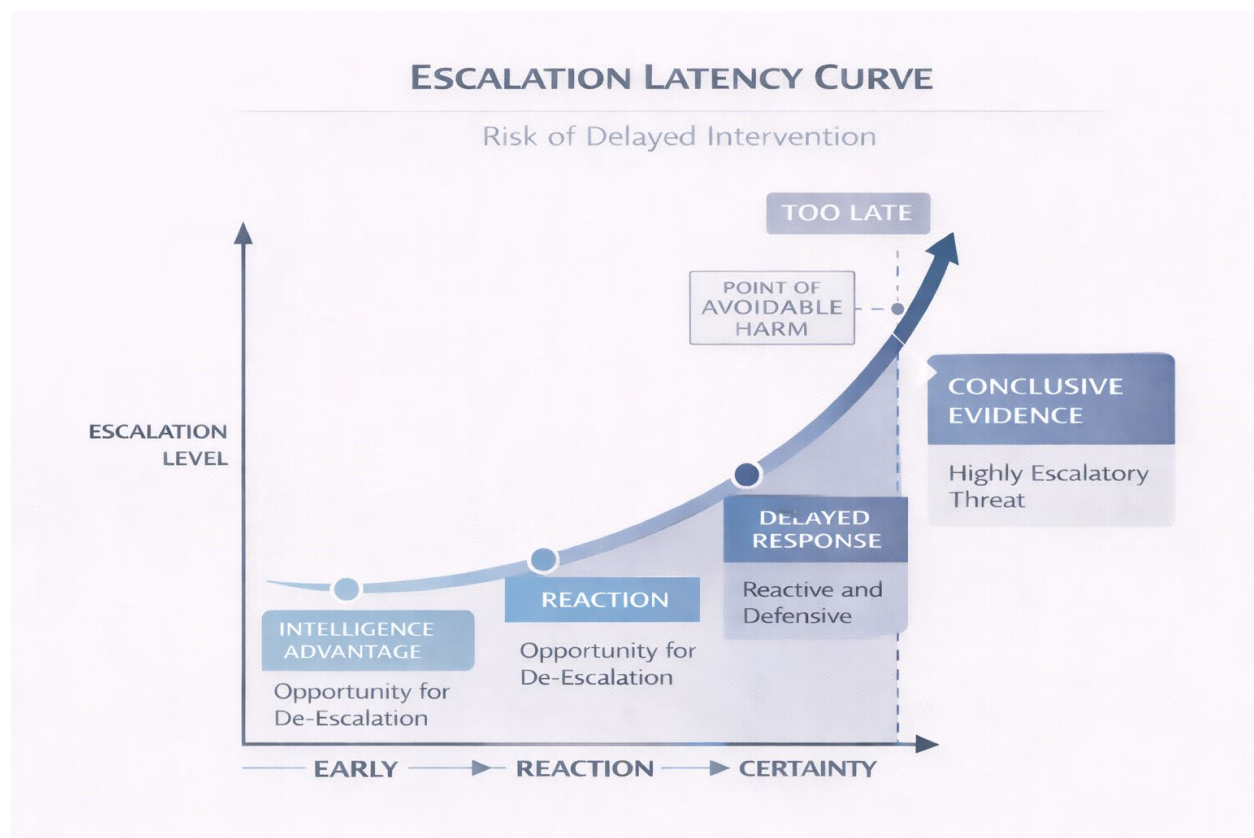 ESCALATION LATENCY CURVE
Risk of Delayed Intervention
TOO LATE
POINT OF
AVOIDABLE
HARM
CONCLUSIVE
EVIDENCE
Highly Escalatory
Threat
ESCALATION
LEVEL
DELAYED
RESPONSE
Reactive and
Defensive
REACTION
Opportunity for
De-Escalation
INTELLIGENCE
ADVANTAGE
Opportunity for
De-Escalation
EARLY
REACTION
CERTAINTY